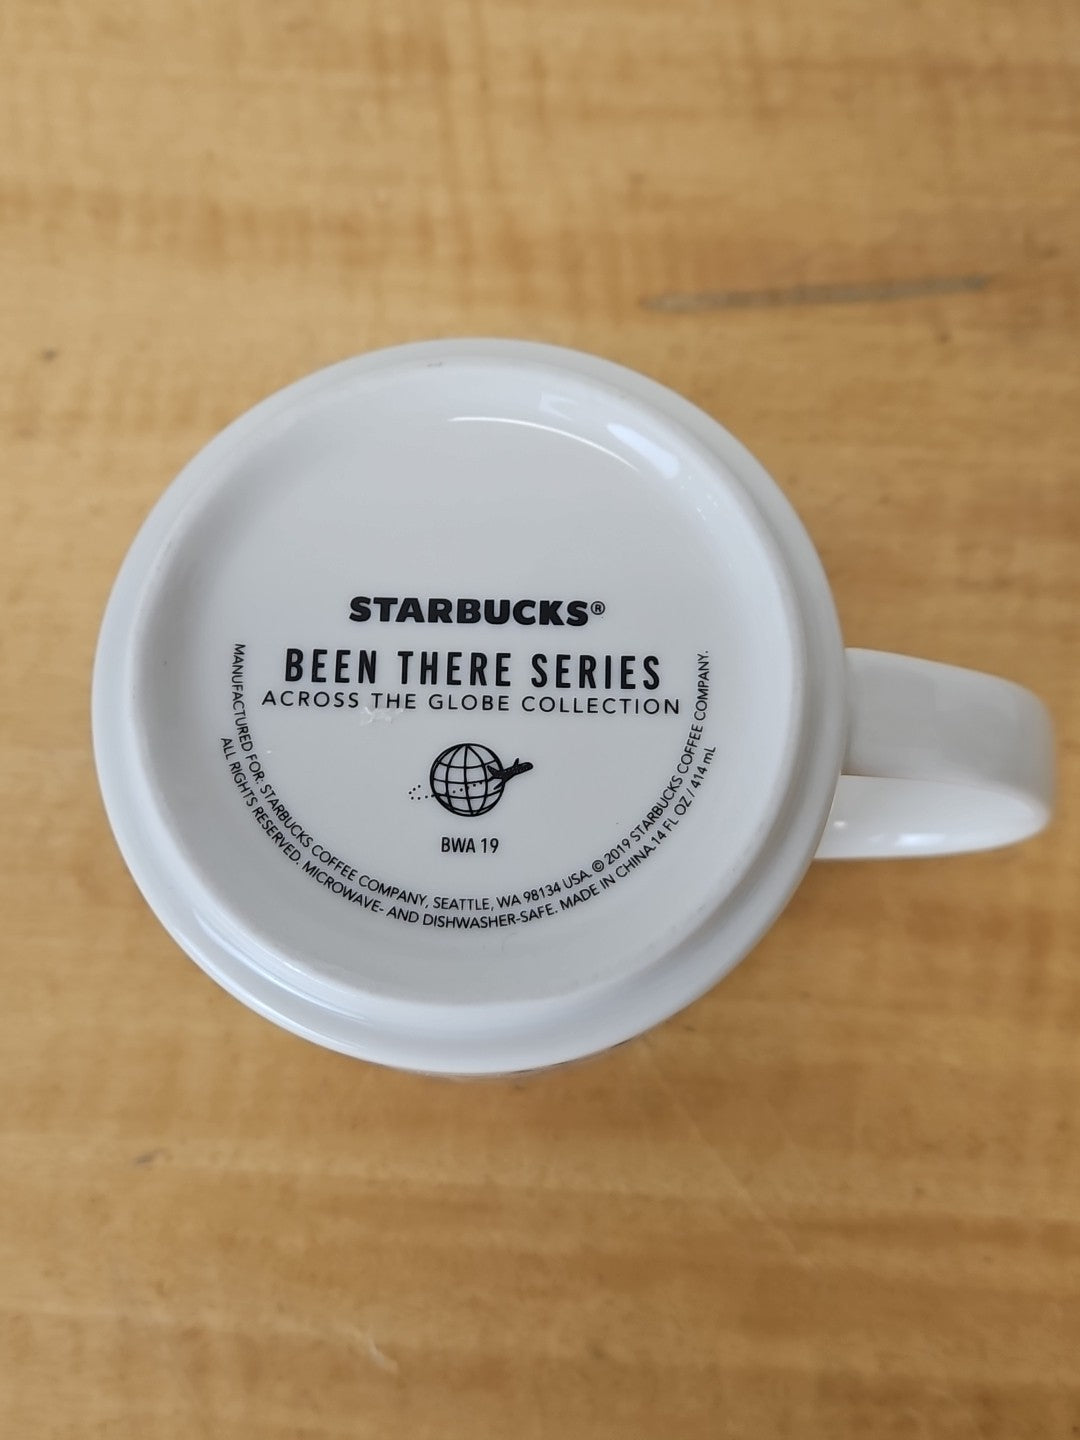 STARBUCKS®
BEEN THERE SERIES
ACROSS THE GLOBE COLLECTION
BWA 19
MANUFACTURED FOR: STARBUCKS COFFEE COMPANY, SEATTLE, WA 98134 USA. © 2019 STARBUCKS COFFEE COMPANY.
ALL RIGHTS RESERVED. MICROWAVE- AND DISHWASHER-SAFE. MADE IN CHINA.14 FL OZ / 414 mL